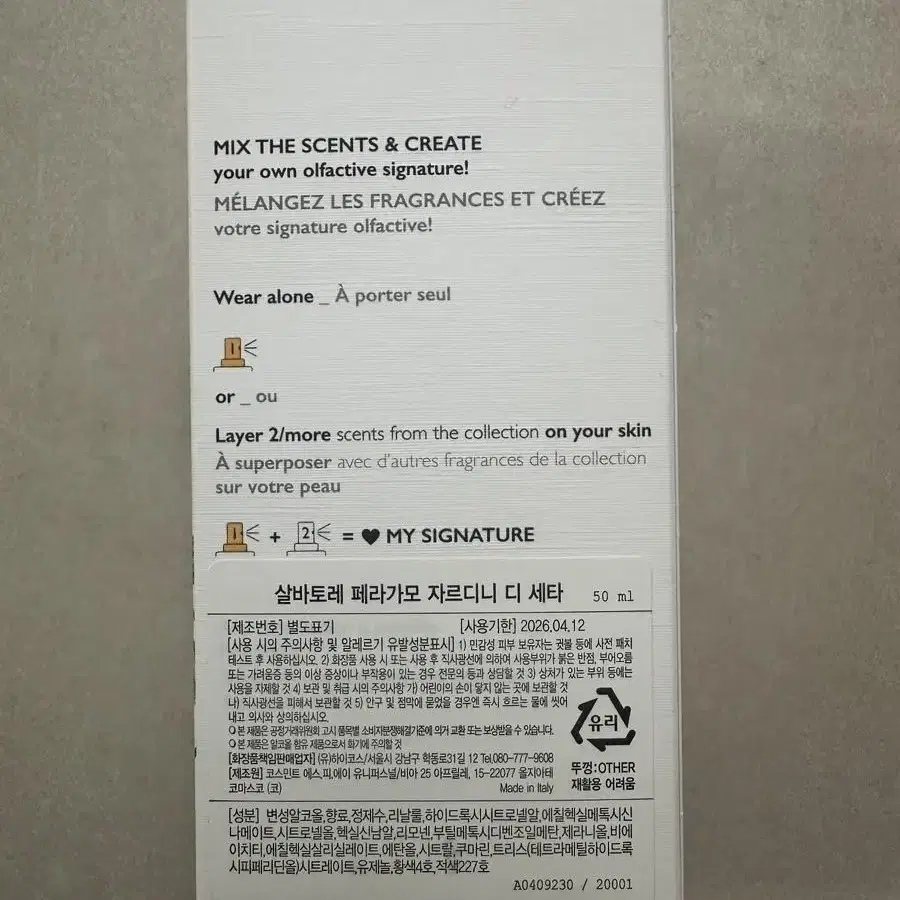 MIX THE SCENTS & CREATE
your own olfactive signature!
MÉLANGEZ LES FRAGRANCES ET CRÉEZ
votre signature olfactive!
Wear alone _ À porter seul
1
or _ ou
Layer 2/more scents from the collection on your skin
À superposer avec d'autres fragrances de la collection
sur votre peau
1 + 2 = ♥ MY SIGNATURE
살바토레 페라가모 자르디니 디 세타 50 ml
[제조번호] 별도표기 [사용기한] 2026.04.12
[사용 시의 주의사항 및 알레르기 유발성분표시] 1) 민감성 피부 보유자는 귓볼 등에 사전 패치
테스트 후 사용하십시오. 2) 화장품 사용 시 또는 사용 후 직사광선에 의하여 사용부위가 붉은 반점, 부어오름
또는 가려움증 등의 이상 증상이나 부작용이 있는 경우 전문의 등과 상담할 것 3) 상처가 있는 부위 등에는
사용을 자제할 것 4) 보관 및 취급 시의 주의사항 가) 어린이의 손이 닿지 않는 곳에 보관할 것
나) 직사광선을 피해서 보관할 것 5) 안구 및 점막에 묻었을 경우엔 즉시 흐르는 물에 씻어
내고 의사와 상의하십시오.
❍ 본 제품은 공정거래위원회 고시 품목별 소비자분쟁해결기준에 의거 교환 또는 보상받을 수 있습니다.
❍ 본 제품은 알코올 함유 제품으로서 화기에 주의할 것
[화장품책임판매업자] (유)하이코스/서울시 강남구 학동로31길 12 Tel.080-777-9608
[제조원] 코스민트 에스.피.에이 유니퍼스널/비아 25 아프릴레, 15-22077 올지아테
코마스코 (코) Made in Italy
유리
뚜껑:OTHER
재활용 어려움
[성분] 변성알코올,향료,정제수,리날룰,하이드록시시트로넬알,에칠헥실메톡시신
나메이트,시트로넬올,헥실신남알,리모넨,부틸메톡시디벤조일메탄,제라니올,비에
이치티,에칠헥실살리실레이트,에탄올,시트랄,쿠마린,트리스(테트라메틸하이드록
시피페리딘올)시트레이트,유제놀,황색4호,적색227호
A0409230 / 20001